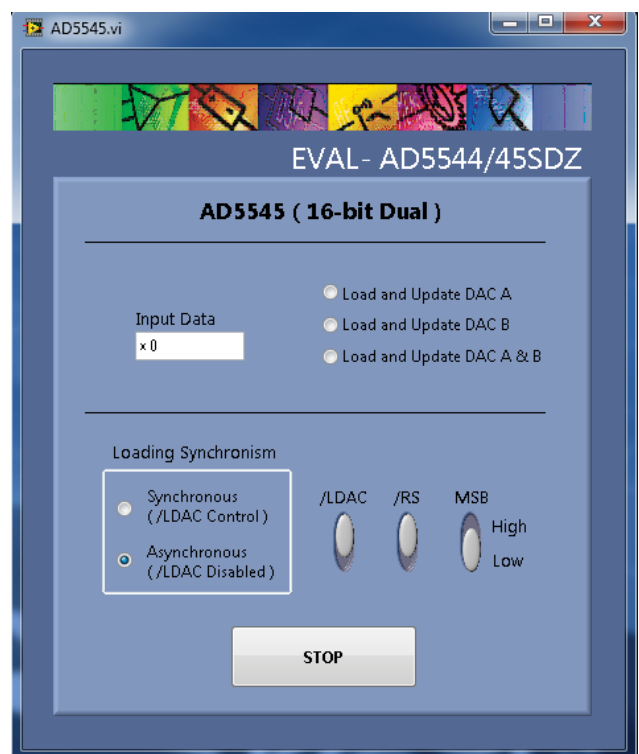 AD5545.vi
EVAL- AD5544/45SDZ
AD5545 ( 16-bit Dual )
Input Data
x 0
Load and Update DAC A
Load and Update DAC B
Load and Update DAC A & B
Loading Synchronism
Synchronous
( /LDAC Control )
Asynchronous
( /LDAC Disabled )
/LDAC /RS MSB
High
Low
STOP